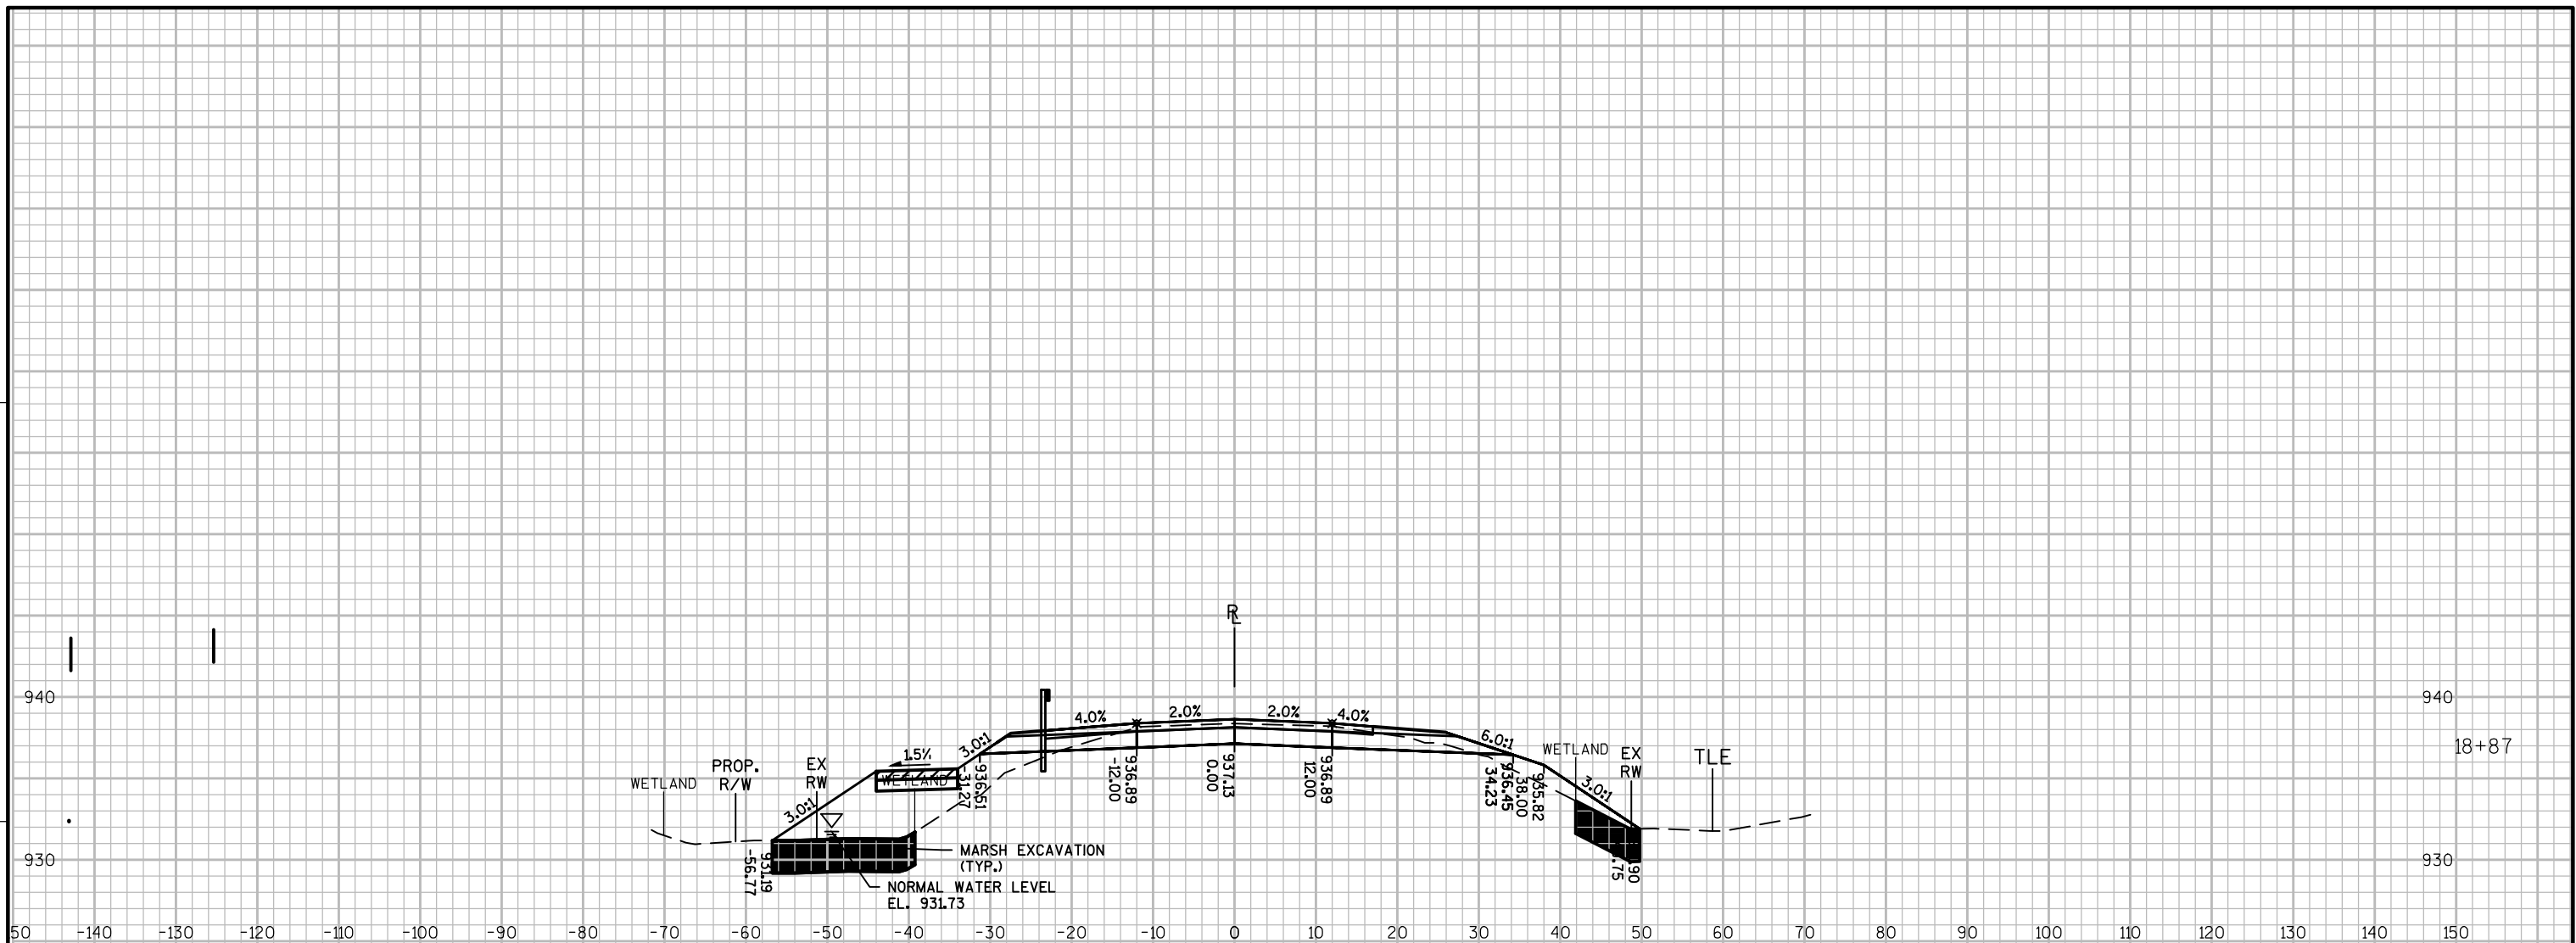 ℞
940
940
4.0%
2.0%
2.0%
4.0%
3.0:1
6.0:1
1.5%
WETLAND
EX
RW
TLE
18+87
PROP.
R/W
EX
RW
WETLAND
WETLAND
3.0:1
3.0:1
-31.27
936.51
-12.00
936.89
0.00
937.13
12.00
936.89
34.23
936.45
38.00
935.82
930
930
-56.77
931.19
.75
.90
MARSH EXCAVATION
(TYP.)
NORMAL WATER LEVEL
EL. 931.73
50 -140 -130 -120 -110 -100 -90 -80 -70 -60 -50 -40 -30 -20 -10 0 10 20 30 40 50 60 70 80 90 100 110 120 130 140 150